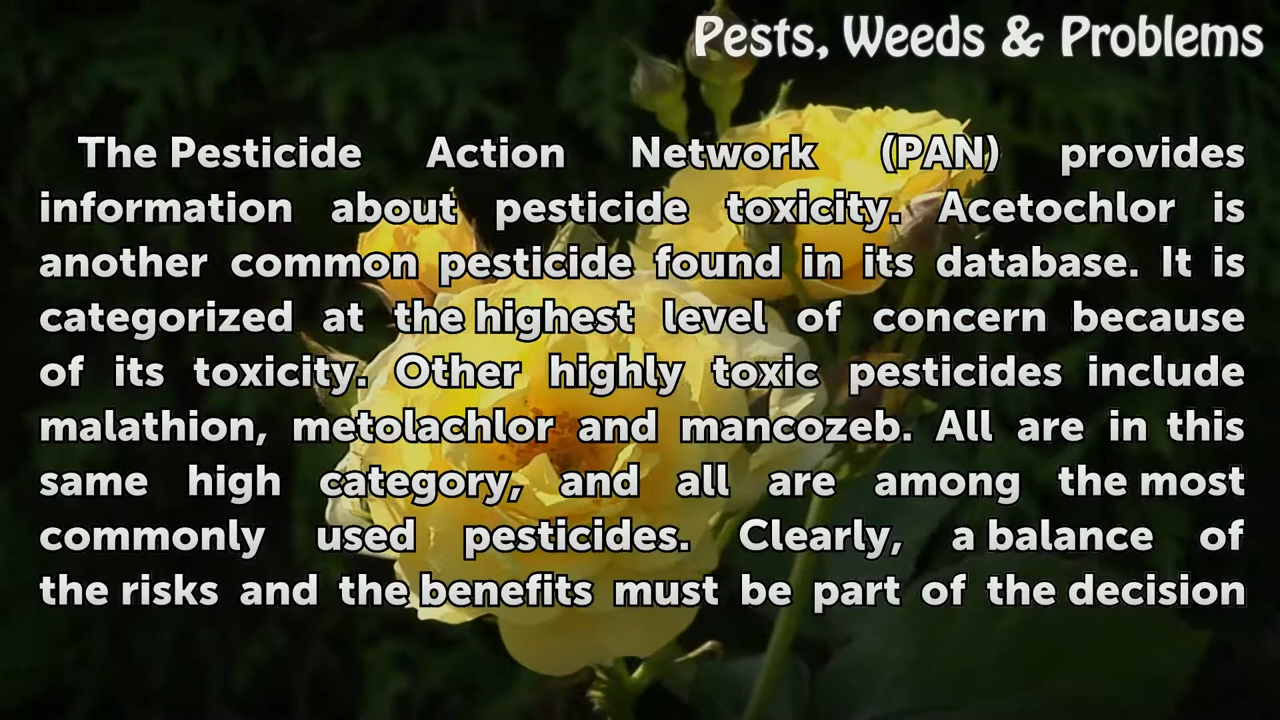 Pests, Weeds & Problems
The Pesticide Action Network (PAN) provides
information about pesticide toxicity. Acetochlor is
another common pesticide found in its database. It is
categorized at the highest level of concern because
of its toxicity. Other highly toxic pesticides include
malathion, metolachlor and mancozeb. All are in this
same high category, and all are among the most
commonly used pesticides. Clearly, a balance of
the risks and the benefits must be part of the decision